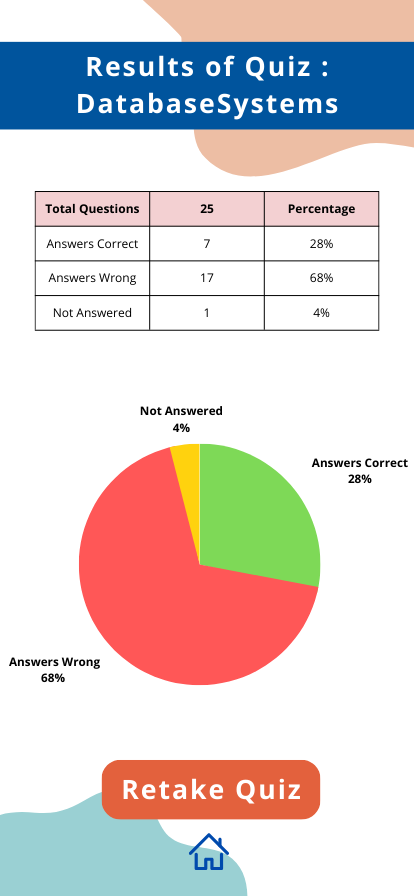 Results of Quiz :
DatabaseSystems
Total Questions 25 Percentage
Answers Correct 7 28%
Answers Wrong 17 68%
Not Answered 1 4%
Not Answered
4%
Answers Correct
28%
Answers Wrong
68%
Retake Quiz